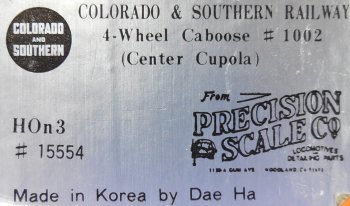 COLORADO
AND
SOUTHERN
COLORADO & SOUTHERN RAILWAY
4-Wheel Caboose # 1002
(Center Cupola)
From
PRECISION
SCALE CO
LOCOMOTIVES
DETAILING PARTS
HOn3
# 15554
Made in Korea by Dae Ha